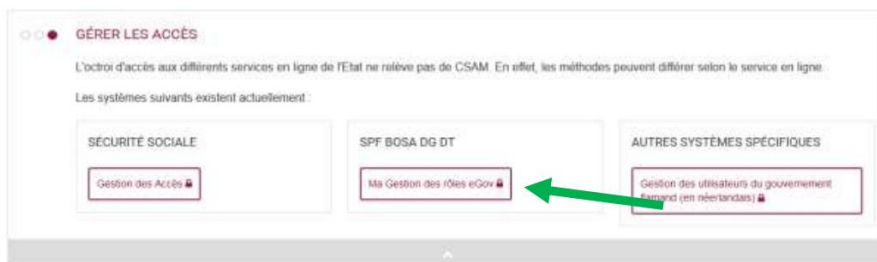 GÉRER LES ACCÈS
L'octroi d'accès aux différents services en ligne de l'Etat ne relève pas de CSAM. En effet, les méthodes peuvent différer selon le service en ligne.
Les systèmes suivants existent actuellement :
SÉCURITÉ SOCIALE
Gestion des Accès
SPF BOSA DG DT
Ma Gestion des rôles eGov
AUTRES SYSTÈMES SPÉCIFIQUES
Gestion des utilisateurs du gouvernement
flamand (en néerlandais)